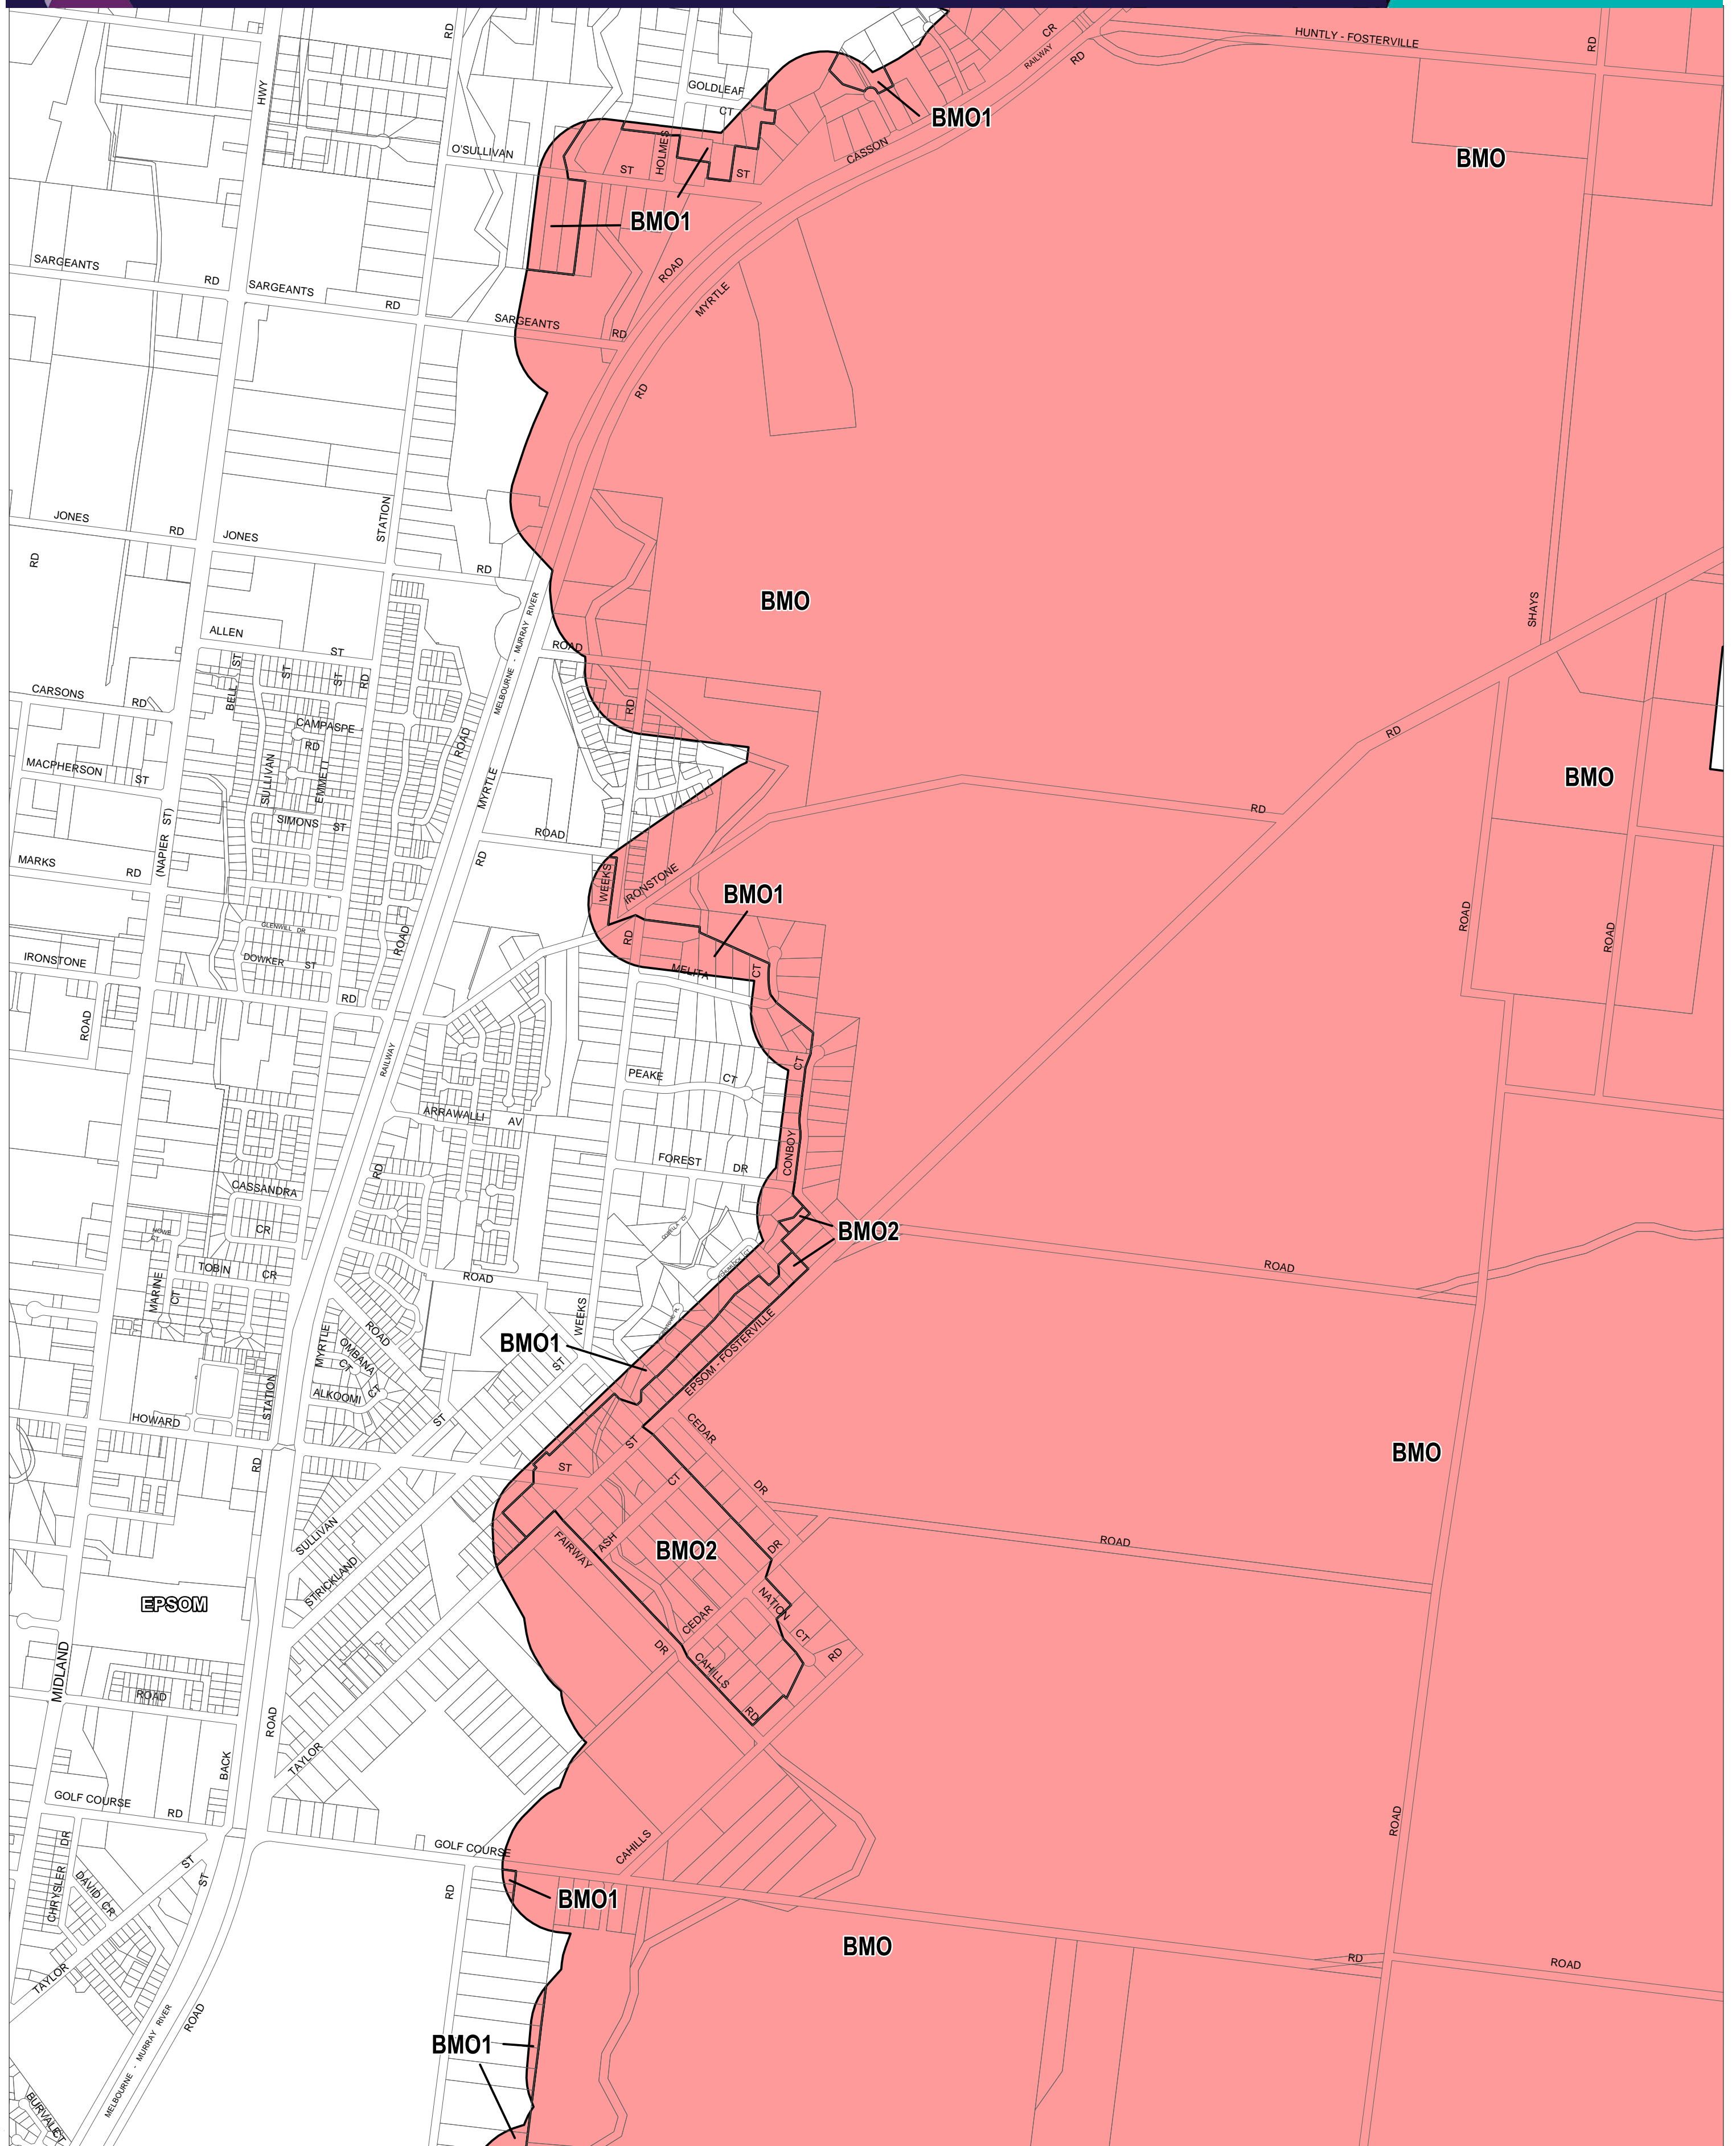 HUNTLY - FOSTERVILLE
RD
RD
CR
RAILWAY
RD
HWY
GOLDLEAF
CT
BMO1
CASSON
BMO
O'SULLIVAN
HOLMES
ST
ST
BMO1
SARGEANTS
RD
SARGEANTS
RD
SARGEANTS
RD
ROAD
MYRTLE
RD
JONES
RD
RD
JONES
STATION
RD
MELBOURNE - MURRAY RIVER
BMO
SHAYS
ALLEN
ST
ST
ST
ST
RD
BELL
ROAD
CARSONS
RD
RD
CAMPASPE
RD
ROAD
RD
MACPHERSON
ST
SULLIVAN
EMMETT
MYRTLE
BMO
SIMONS
ST
(NAPIER ST)
ROAD
RD
MARKS
RD
RD
WEEKS
IRONSTONE
BMO1
GLENWILL DR
DOWKER ST
ROAD
RD
ROAD
ROAD
IRONSTONE
MELITA
CT
RD
ROAD
RAILWAY
PEAKE
CT
CT
ARRAWALLI
AV
FOREST
DR
CONBOY
RD
CASSANDRA
CR
HOWE
CT
BMO2
TOBIN
CR
MARINE
CT
ROAD
ROAD
WEEKS
BMO1
ST
EPSOM - FOSTERVILLE
MYRTLE
ROAD
OMBANA
CT
ALKOOMI
CT
STATION
HOWARD
ST
RD
CEDAR
ST
ST
CT
DR
BMO
SULLIVAN
STRICKLAND
FAIRWAY
ASH
BMO2
DR
ROAD
EPSOM
NATION
CEDAR
CT
DR
CAHILLS
RD
RD
MIDLAND
ROAD
ROAD
TAYLOR
BACK
GOLF COURSE
RD
GOLF COURSE
CAHILLS
ROAD
DR
ST
ST
CHRYSLER
DAVID CR
RD
BMO1
BMO
RD
ROAD
TAYLOR
MELBOURNE - MURRAY RIVER
ROAD
BMO1
BURVALE
CT